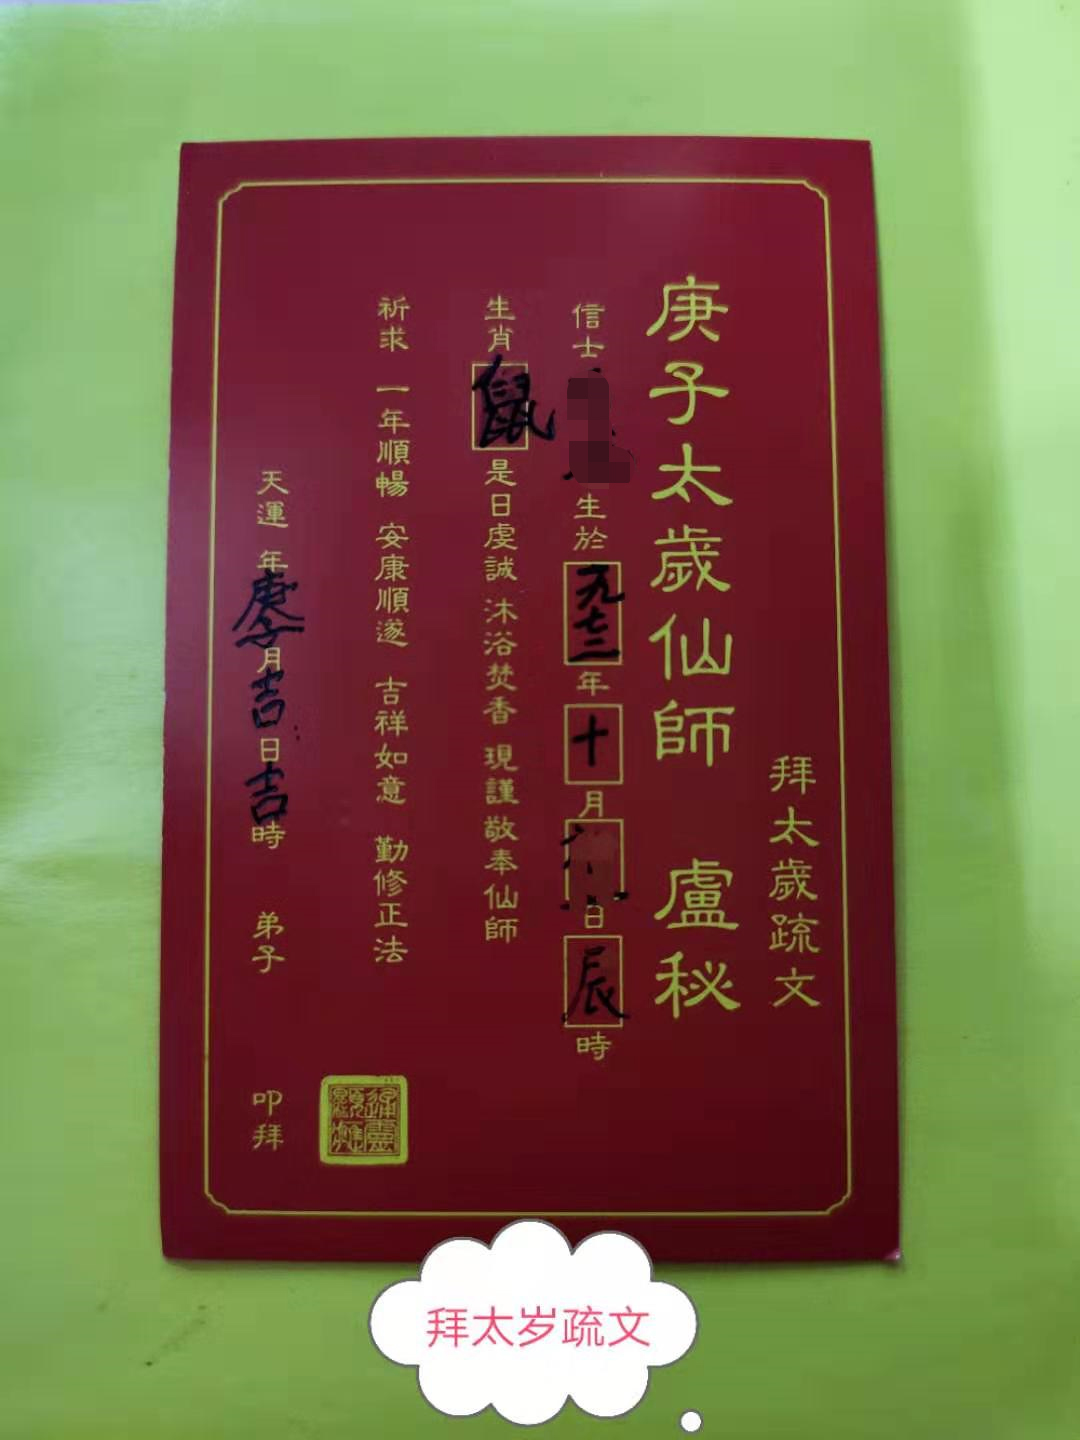 拜太歲疏文
庚子太歲仙師 盧秘
信士 生於一九七二年十月 日辰時
生肖鼠是日虔誠 沐浴焚香 現謹敬奉仙師
祈求 一年順暢 安康順遂 吉祥如意 勤修正法
天運 年庚子月吉日吉時 弟子 叩拜
拜太岁疏文